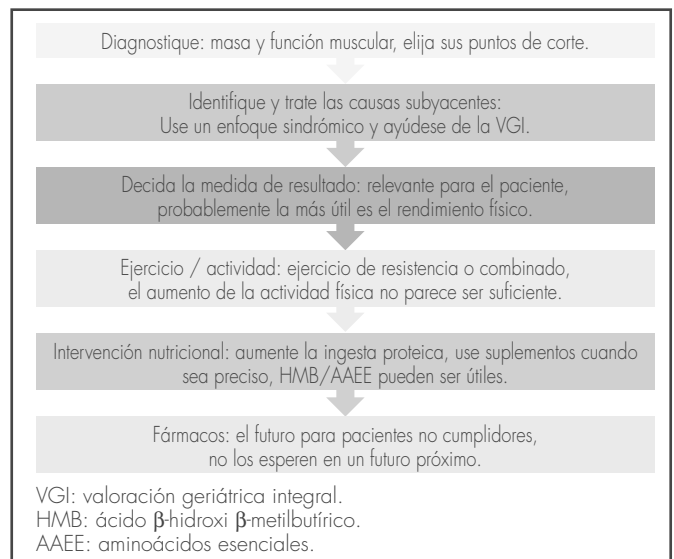 Diagnostique: masa y función muscular, elija sus puntos de corte.
Identifique y trate las causas subyacentes:
Use un enfoque sindrómico y ayúdese de la VGI.
Decida la medida de resultado: relevante para el paciente,
probablemente la más útil es el rendimiento físico.
Ejercicio / actividad: ejercicio de resistencia o combinado,
el aumento de la actividad física no parece ser suficiente.
Intervención nutricional: aumente la ingesta proteica, use suplementos cuando
sea preciso, HMB/AAEE pueden ser útiles.
Fármacos: el futuro para pacientes no cumplidores,
no los esperen en un futuro próximo.
VGI: valoración geriátrica integral.
HMB: ácido β-hidroxi β-metilbutírico.
AAEE: aminoácidos esenciales.